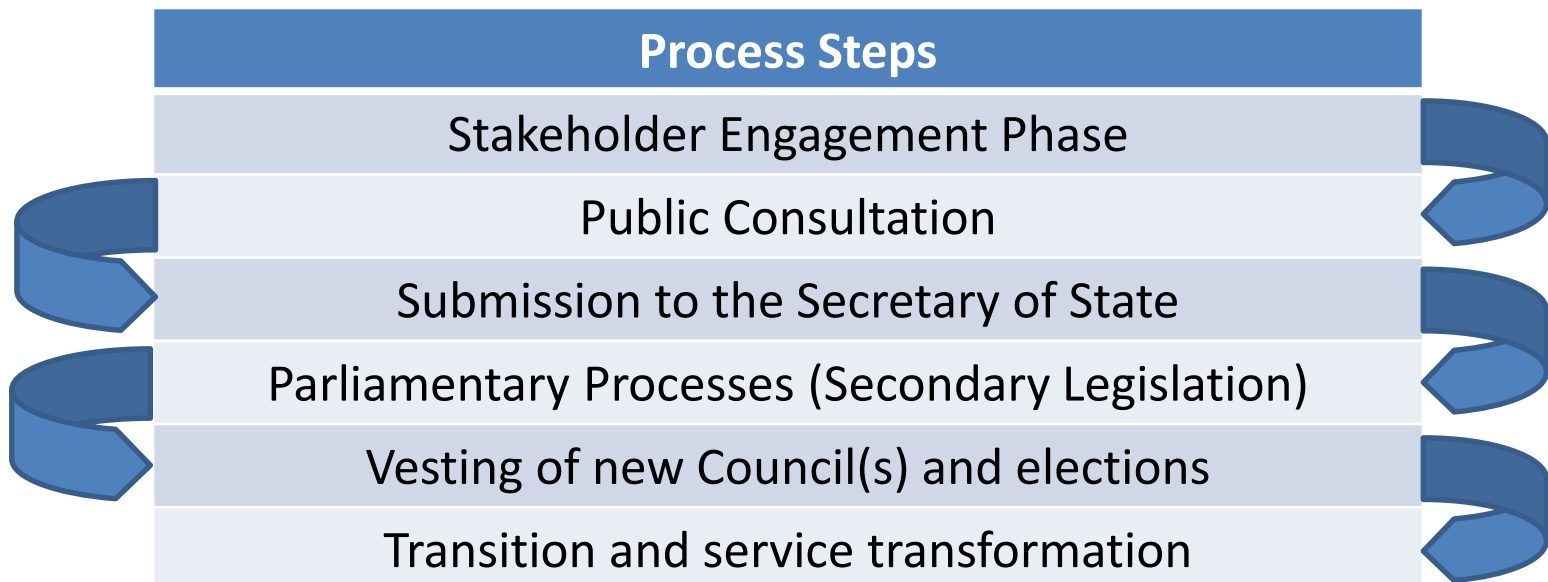 Process Steps
Stakeholder Engagement Phase
Public Consultation
Submission to the Secretary of State
Parliamentary Processes (Secondary Legislation)
Vesting of new Council(s) and elections
Transition and service transformation